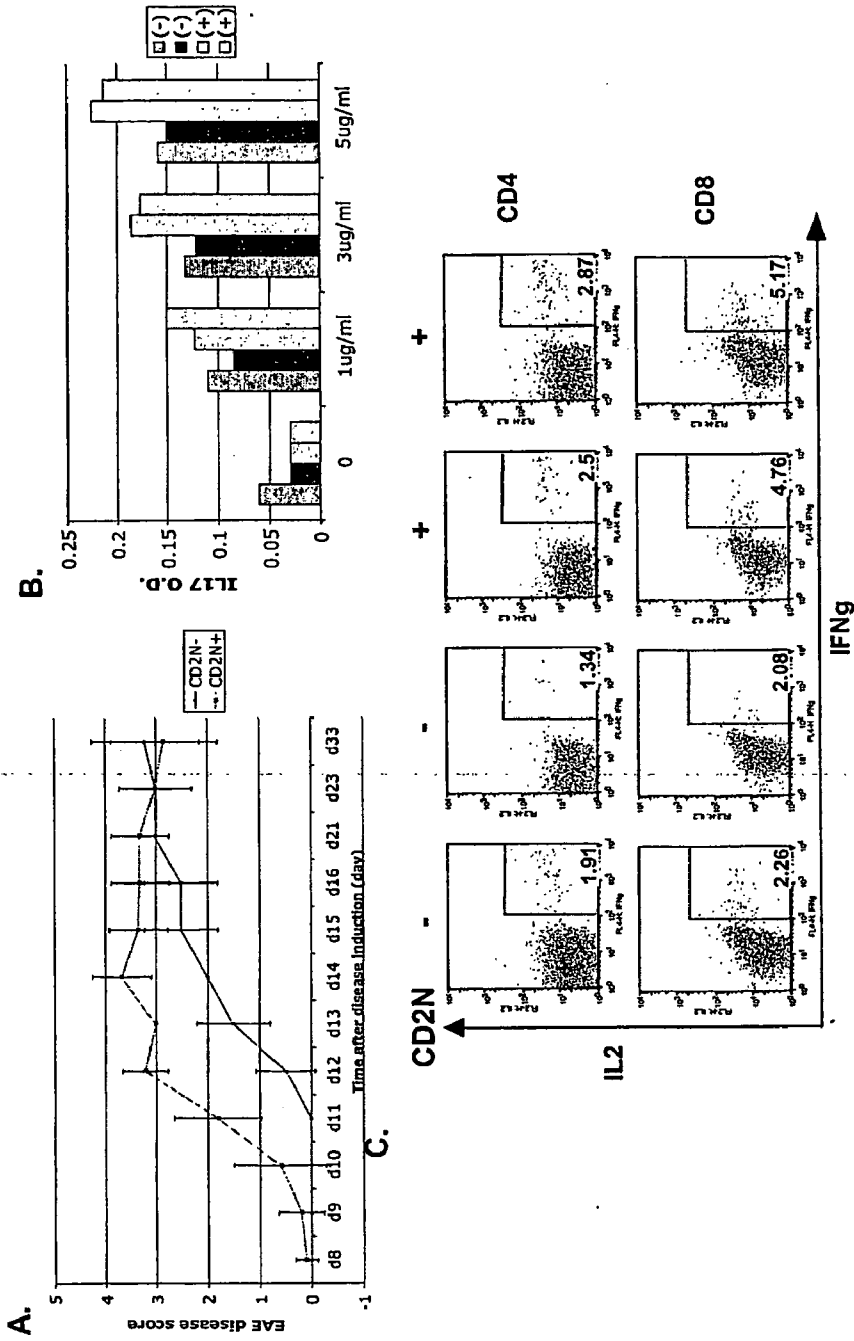 A.
EAE disease score
5
4
3
2
1
0
-1
d8
d9
d10
d11
d12
d13
d14
d15
d16
d21
d23
d33
Time after disease Induction (day)
CD2N-
CD2N+
B.
IL17 O.D.
0.25
0.2
0.15
0.1
0.05
0
0
1ug/ml
3ug/ml
5ug/ml
(-)
(-)
(+)
(+)
C.
CD2N
-
-
+
+
1.91
1.34
2.5
2.87
CD4
2.26
2.08
4.76
5.17
CD8
IL2
IFNg